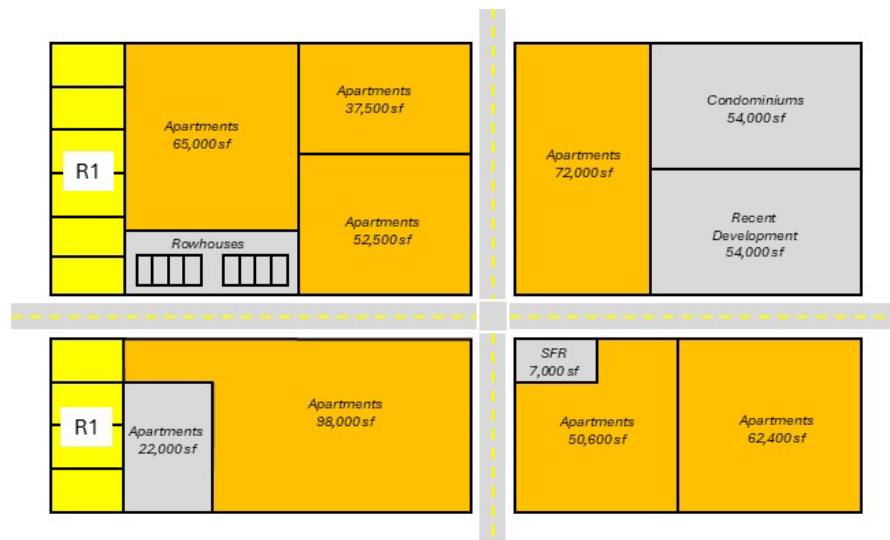 R1
Apartments
65,000 sf
Apartments
37,500 sf
Apartments
52,500 sf
Rowhouses
Apartments
72,000 sf
Condominiums
54,000 sf
Recent
Development
54,000 sf
R1
Apartments
22,000 sf
Apartments
98,000 sf
SFR
7,000 sf
Apartments
50,600 sf
Apartments
62,400 sf